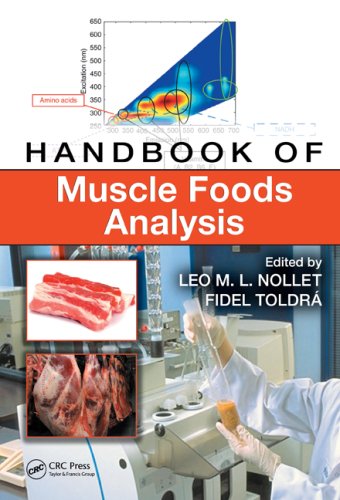 650
600
550
500
450
400
350
300
250
Excitation (nm)
Amino acids
NADH
300 350 400 450 500 550 600 650 700
HANDBOOK OF
Muscle Foods
Analysis
Edited by
LEO M. L. NOLLET
FIDEL TOLDRÁ
CRC
CRC Press
Taylor & Francis Group